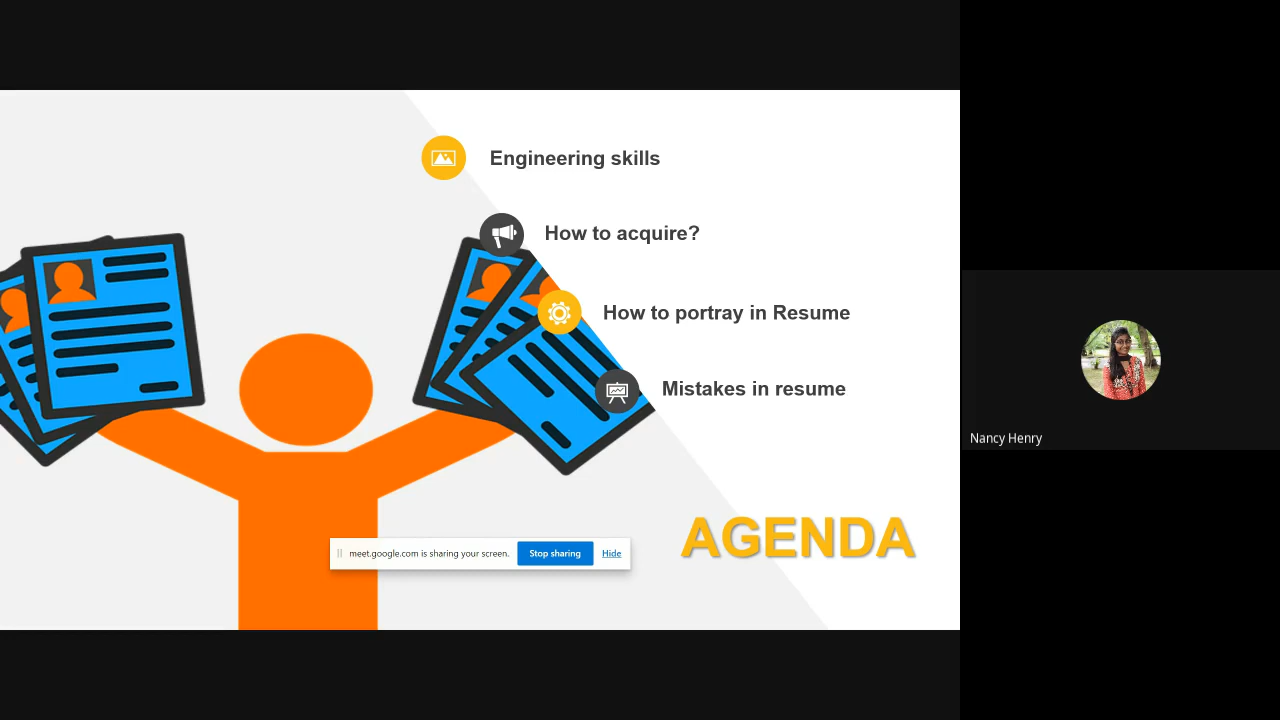 Engineering skills
How to acquire?
How to portray in Resume
Mistakes in resume
AGENDA
meet.google.com is sharing your screen.
Stop sharing
Hide
Nancy Henry